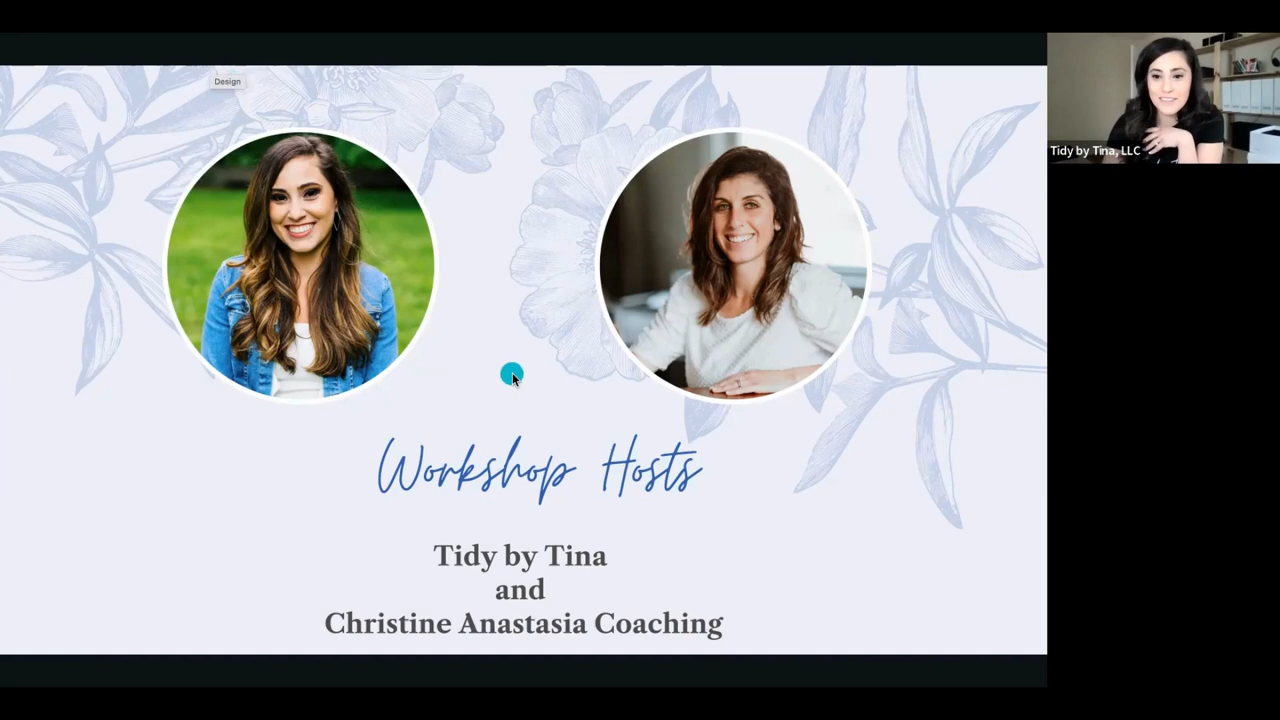 Design
Tidy by Tina, LLC
Workshop Hosts
Tidy by Tina
and
Christine Anastasia Coaching